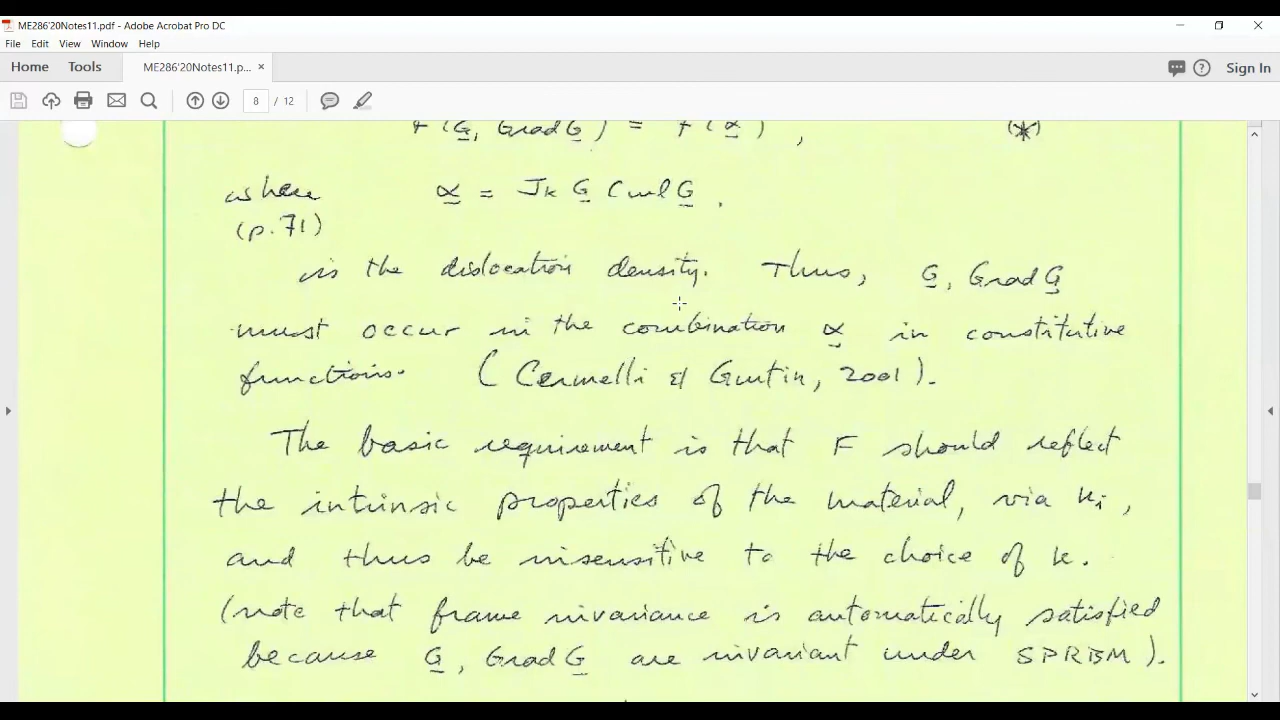 ME286'20Notes11.pdf - Adobe Acrobat Pro DC
File Edit View Window Help
Home Tools ME286'20Notes11.p... × Sign In
8 / 12
F(G, Grad G) = f(α), (*)
where α = Jκ G Curl G.
(p.71)
is the dislocation density. Thus, G, Grad G
must occur in the combination α in constitutive
functions. (Cermelli & Gurtin, 2001).
The basic requirement is that F should reflect
the intrinsic properties of the material, via κi,
and thus be insensitive to the choice of κ.
(note that frame invariance is automatically satisfied
because G, Grad G are invariant under SPRBM).